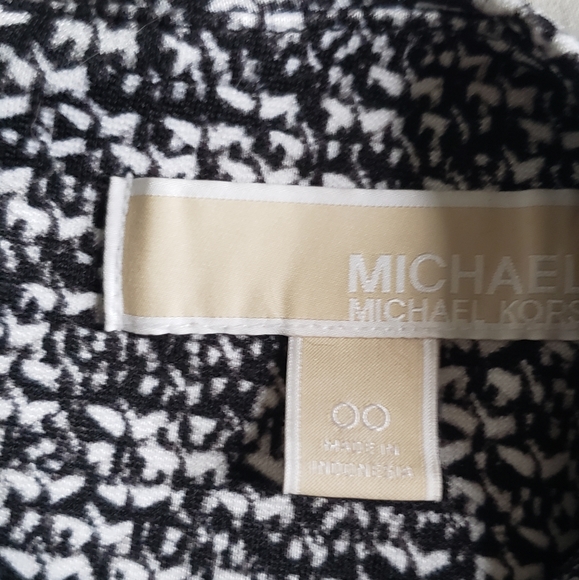 MICHAEL
MICHAEL KORS
00
MADE IN
INDONESIA